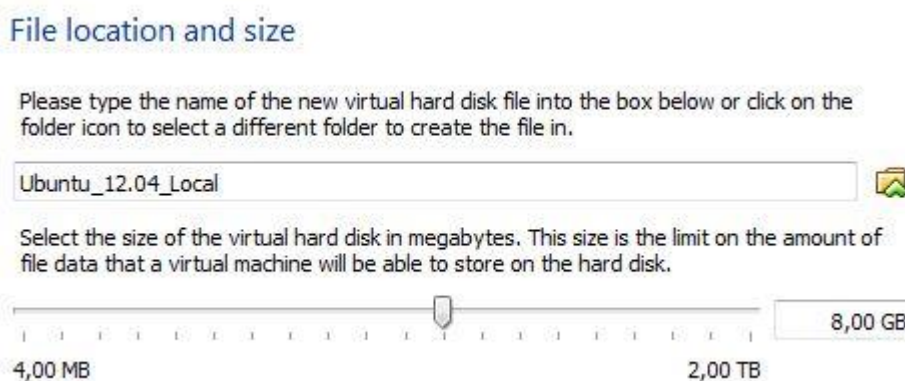 File location and size
Please type the name of the new virtual hard disk file into the box below or click on the
folder icon to select a different folder to create the file in.
Ubuntu_12.04_Local
Select the size of the virtual hard disk in megabytes. This size is the limit on the amount of
file data that a virtual machine will be able to store on the hard disk.
8,00 GB
4,00 MB 2,00 TB